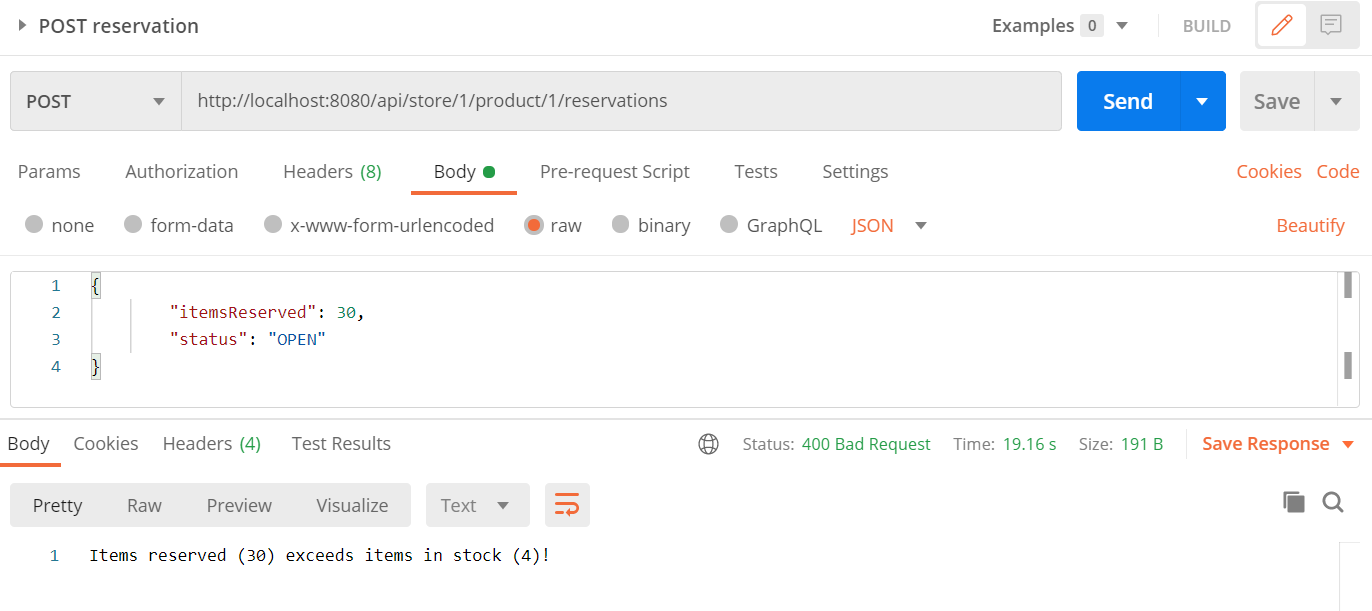 POST reservation Examples 0 BUILD
POST http://localhost:8080/api/store/1/product/1/reservations Send Save
Params Authorization Headers (8) Body Pre-request Script Tests Settings Cookies Code
none form-data x-www-form-urlencoded raw binary GraphQL JSON Beautify
1 {
2 "itemsReserved": 30,
3 "status": "OPEN"
4 }
Body Cookies Headers (4) Test Results Status: 400 Bad Request Time: 19.16 s Size: 191 B Save Response
Pretty Raw Preview Visualize Text
1 Items reserved (30) exceeds items in stock (4)!